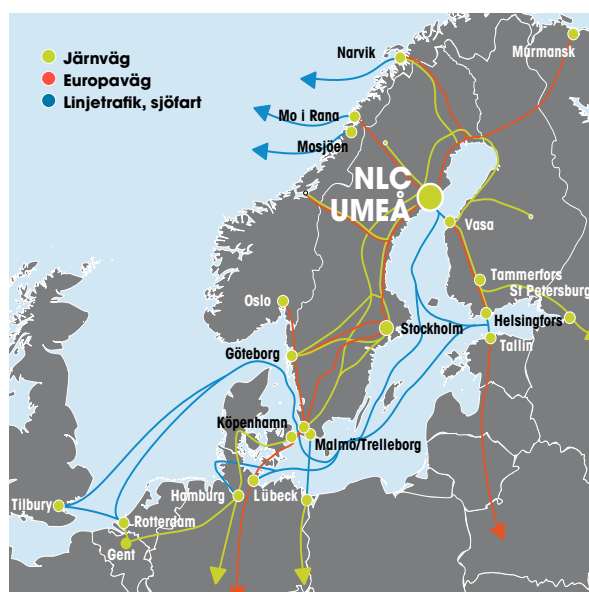 Järnväg
Europaväg
Linjetrafik, sjöfart
Narvik
Murmansk
Mo i Rana
Mosjöen
NLC
UMEÅ
Vasa
Tammerfors
St Petersburg
Oslo
Helsingfors
Stockholm
Tallin
Göteborg
Köpenhamn
Malmö/Trelleborg
Hamburg
Lübeck
Tilbury
Rotterdam
Gent